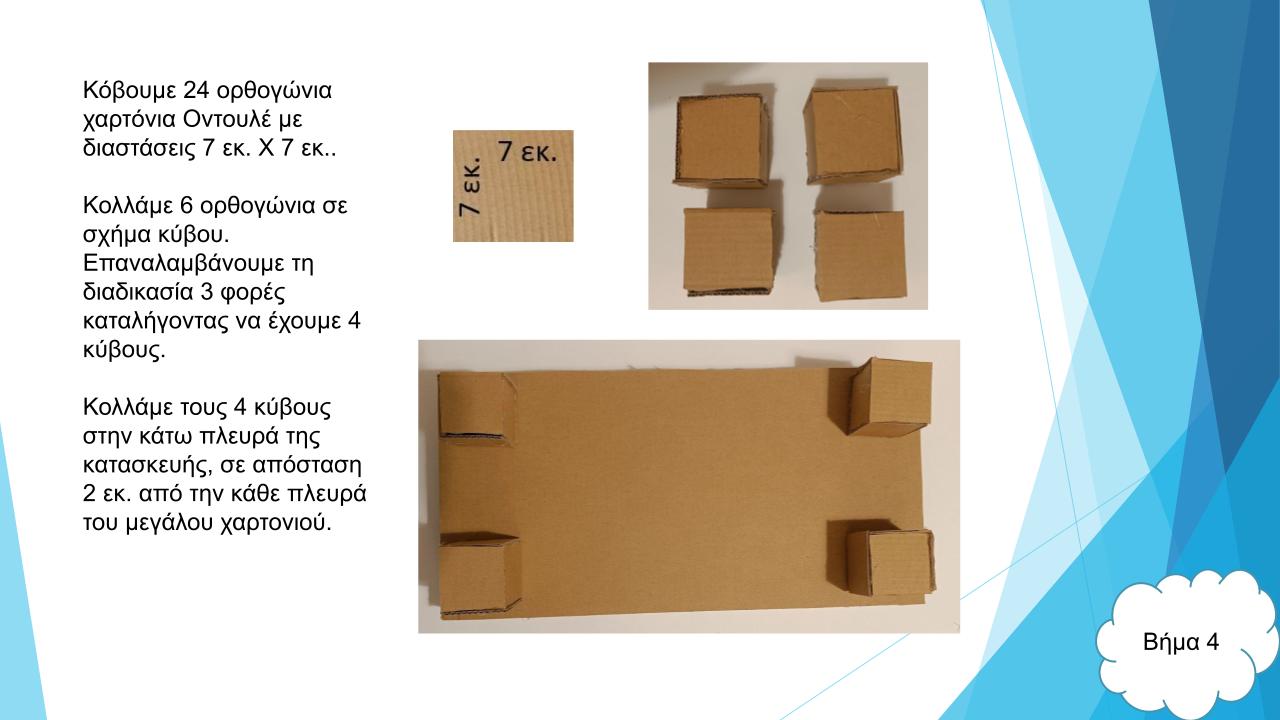 Κόβουμε 24 ορθογώνια
χαρτόνια Οντουλέ με
διαστάσεις 7 εκ. Χ 7 εκ..
Κολλάμε 6 ορθογώνια σε
σχήμα κύβου.
Επαναλαμβάνουμε τη
διαδικασία 3 φορές
καταλήγοντας να έχουμε 4
κύβους.
Κολλάμε τους 4 κύβους
στην κάτω πλευρά της
κατασκευής, σε απόσταση
2 εκ. από την κάθε πλευρά
του μεγάλου χαρτονιού.
7 εκ.
7 εκ.
Βήμα 4